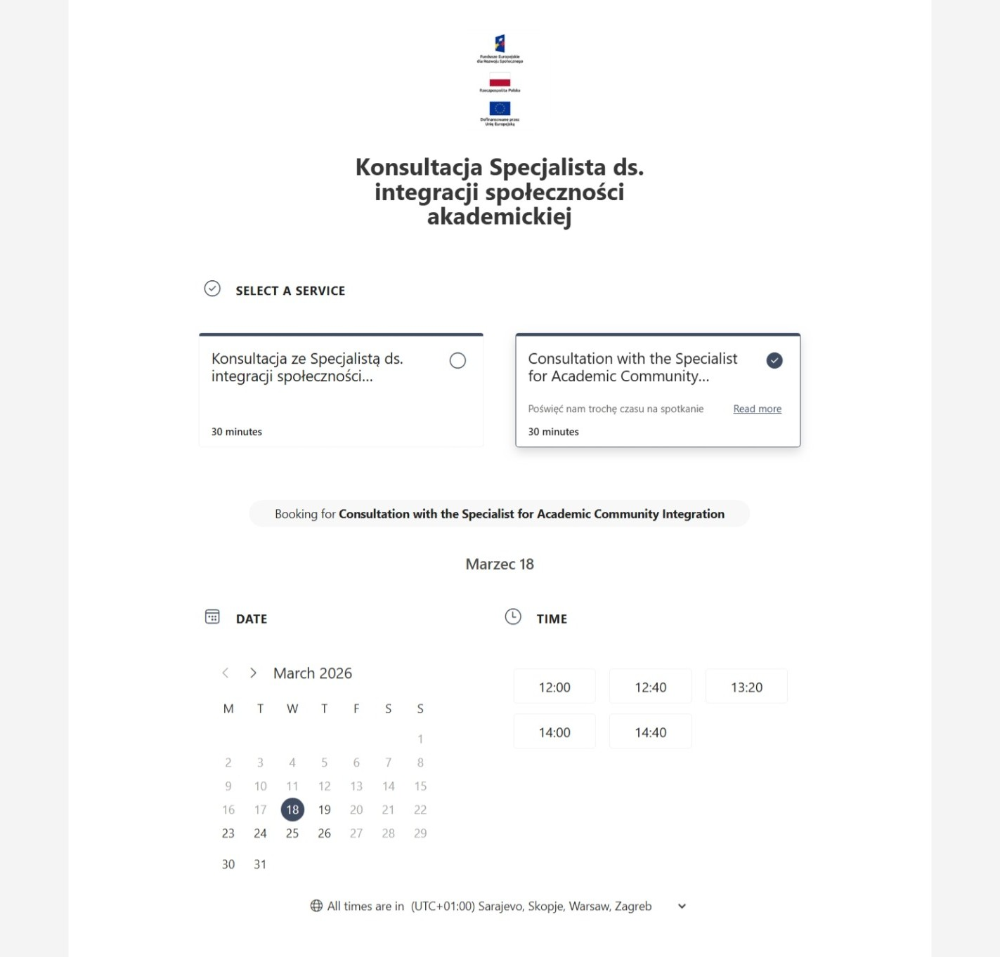 Fundusze Europejskie
dla Rozwoju Społecznego
Rzeczpospolita Polska
Dofinansowane przez
Unię Europejską
Konsultacja Specjalista ds.
integracji społeczności
akademickiej
SELECT A SERVICE
Konsultacja ze Specjalistą ds.
integracji społeczności...
30 minutes
Consultation with the Specialist
for Academic Community...
Poświęć nam trochę czasu na spotkanie Read more
30 minutes
Booking for Consultation with the Specialist for Academic Community Integration
Marzec 18
DATE
March 2026
M T W T F S S
1
2 3 4 5 6 7 8
9 10 11 12 13 14 15
16 17 18 19 20 21 22
23 24 25 26 27 28 29
30 31
TIME
12:00 12:40 13:20
14:00 14:40
All times are in (UTC+01:00) Sarajevo, Skopje, Warsaw, Zagreb